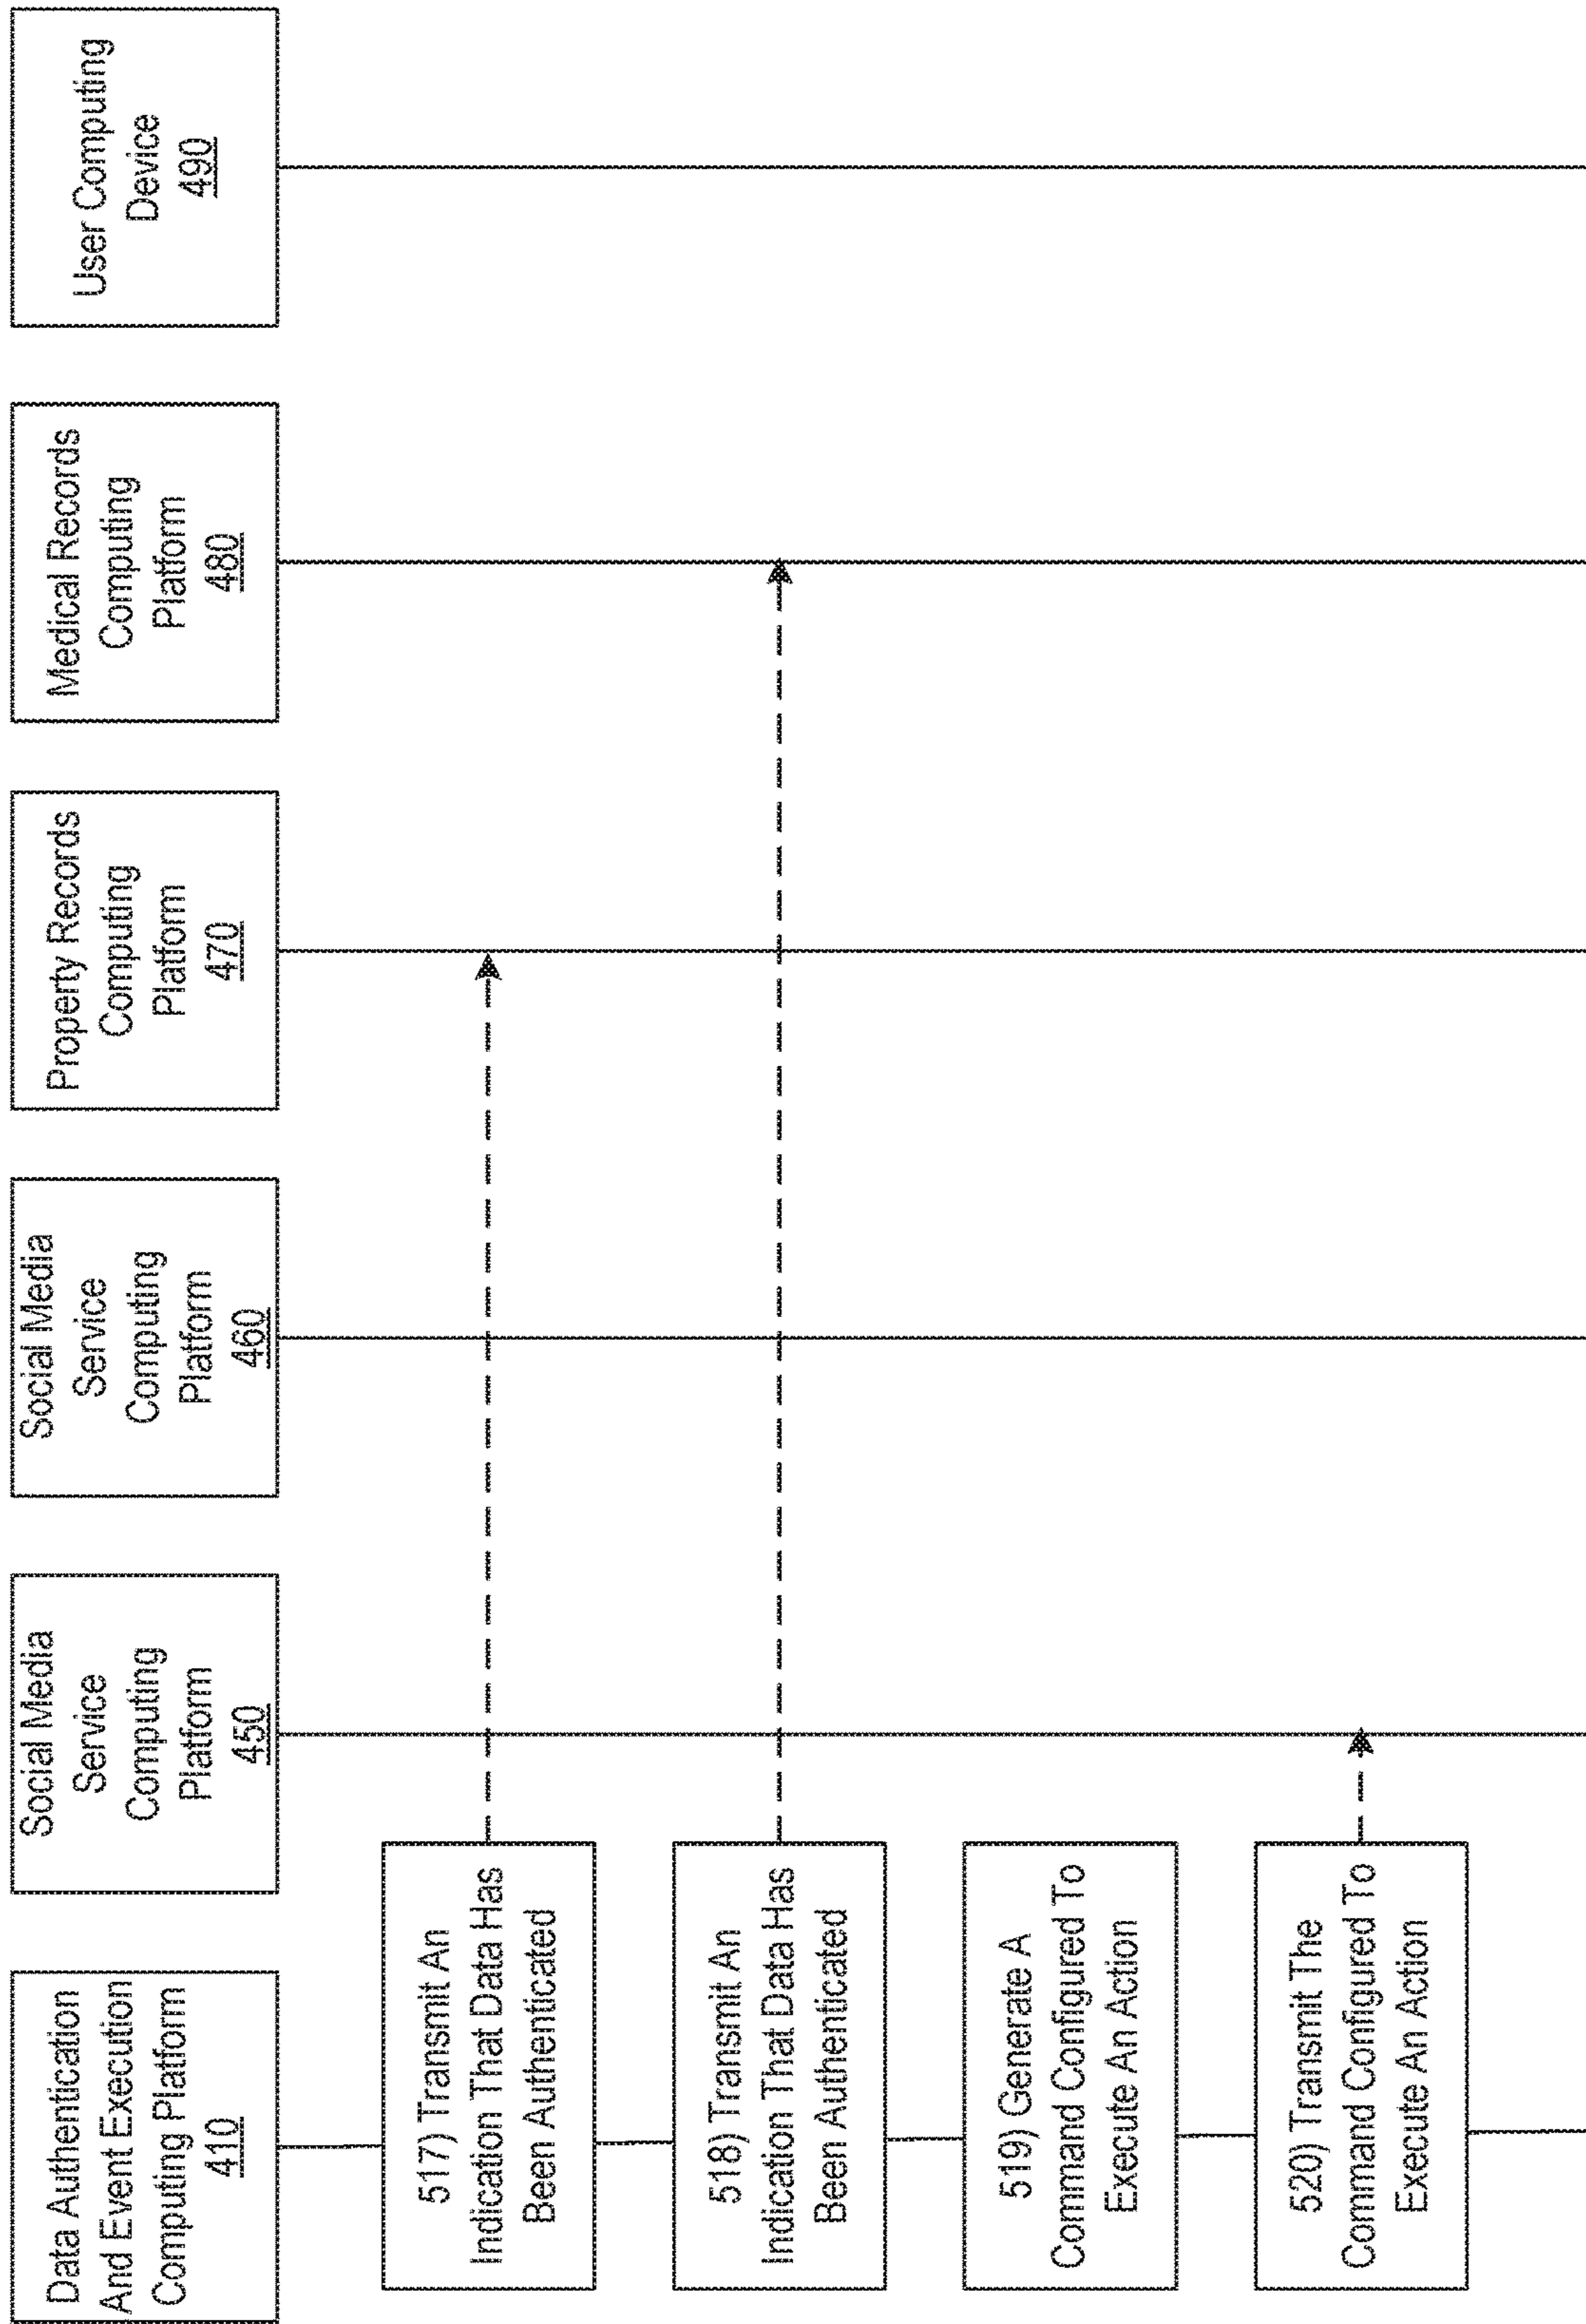 Data Authentication
And Event Execution
Computing Platform
410
Social Media
Service
Computing
Platform
450
Social Media
Service
Computing
Platform
460
Property Records
Computing
Platform
470
Medical Records
Computing
Platform
480
User Computing
Device
490
517) Transmit An
Indication That Data Has
Been Authenticated
518) Transmit An
Indication That Data Has
Been Authenticated
519) Generate A
Command Configured To
Execute An Action
520) Transmit The
Command Configured To
Execute An Action